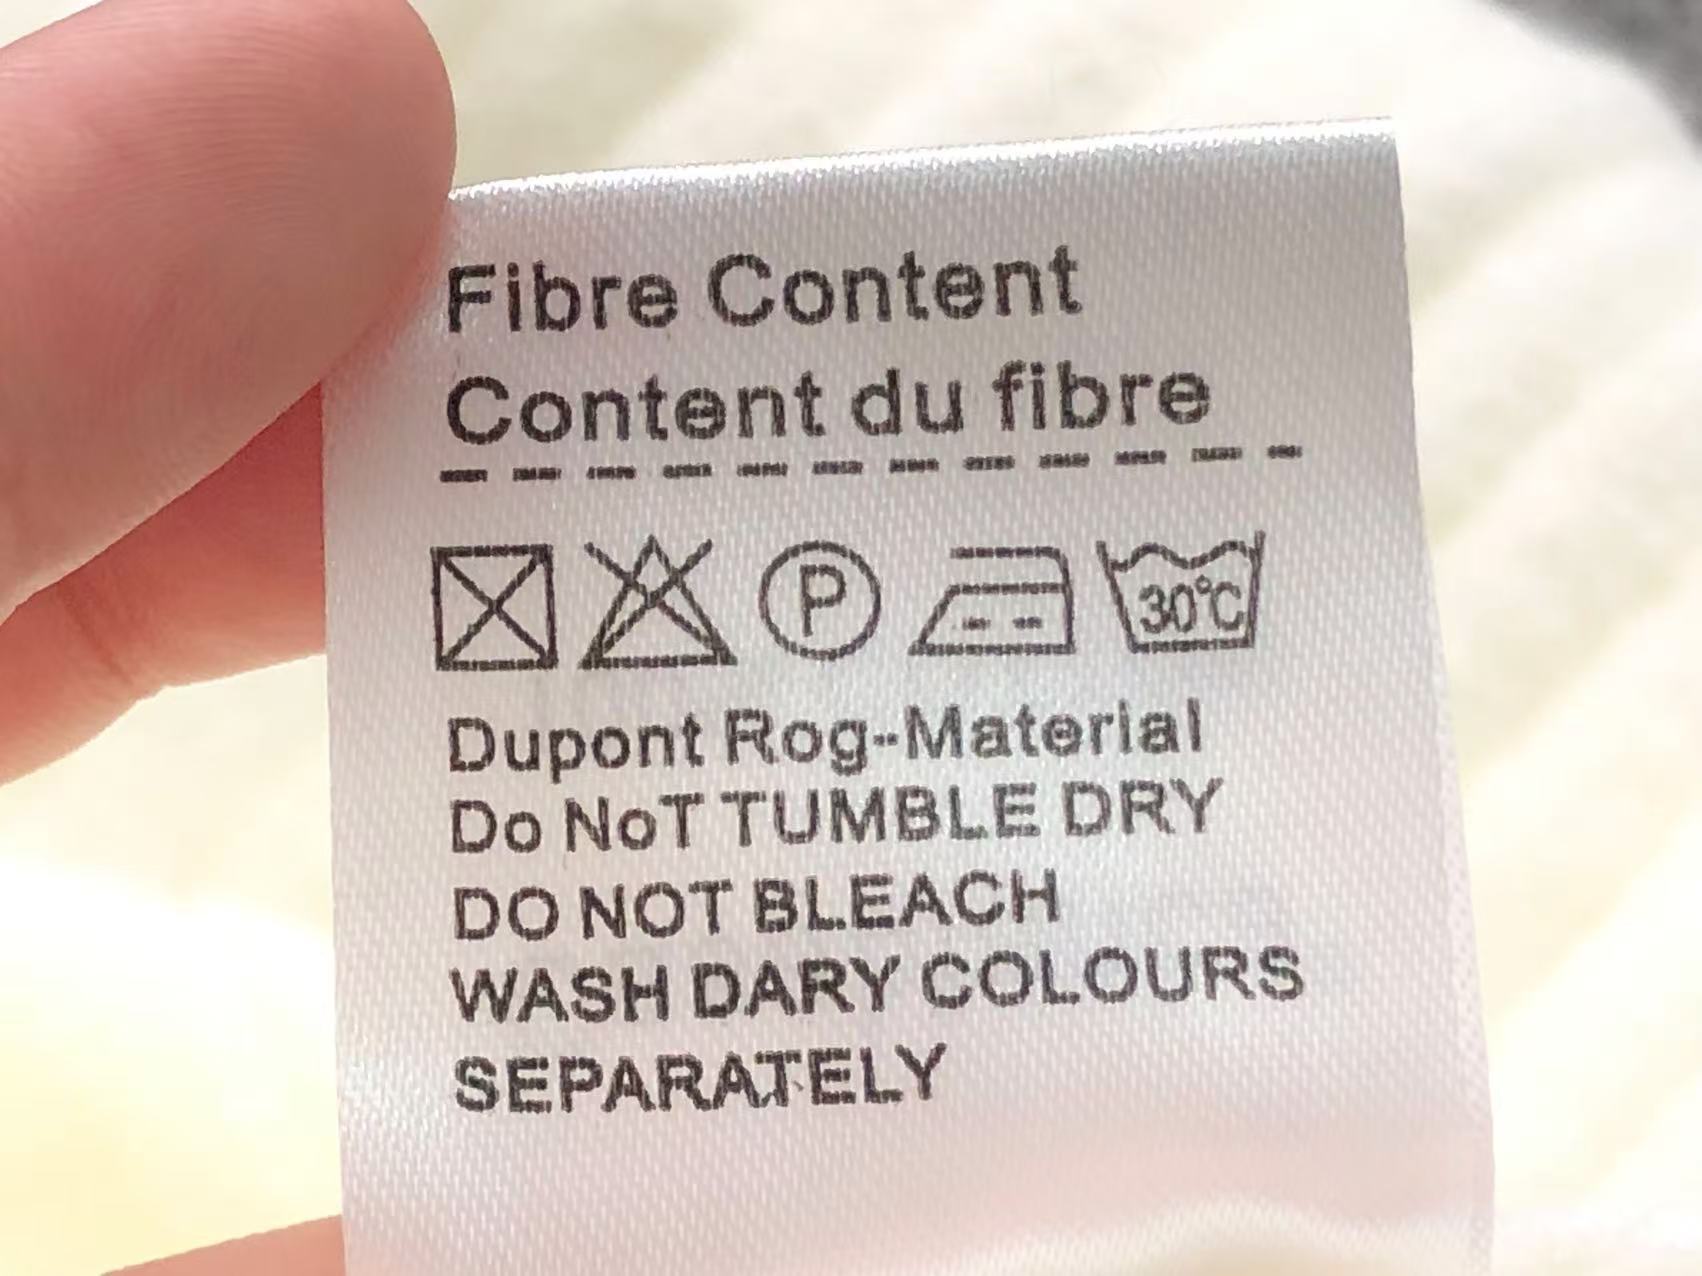 Fibre Content
Content du fibre
P 30°C
Dupont Rog-Material
Do NoT TUMBLE DRY
DO NOT BLEACH
WASH DARY COLOURS
SEPARATELY